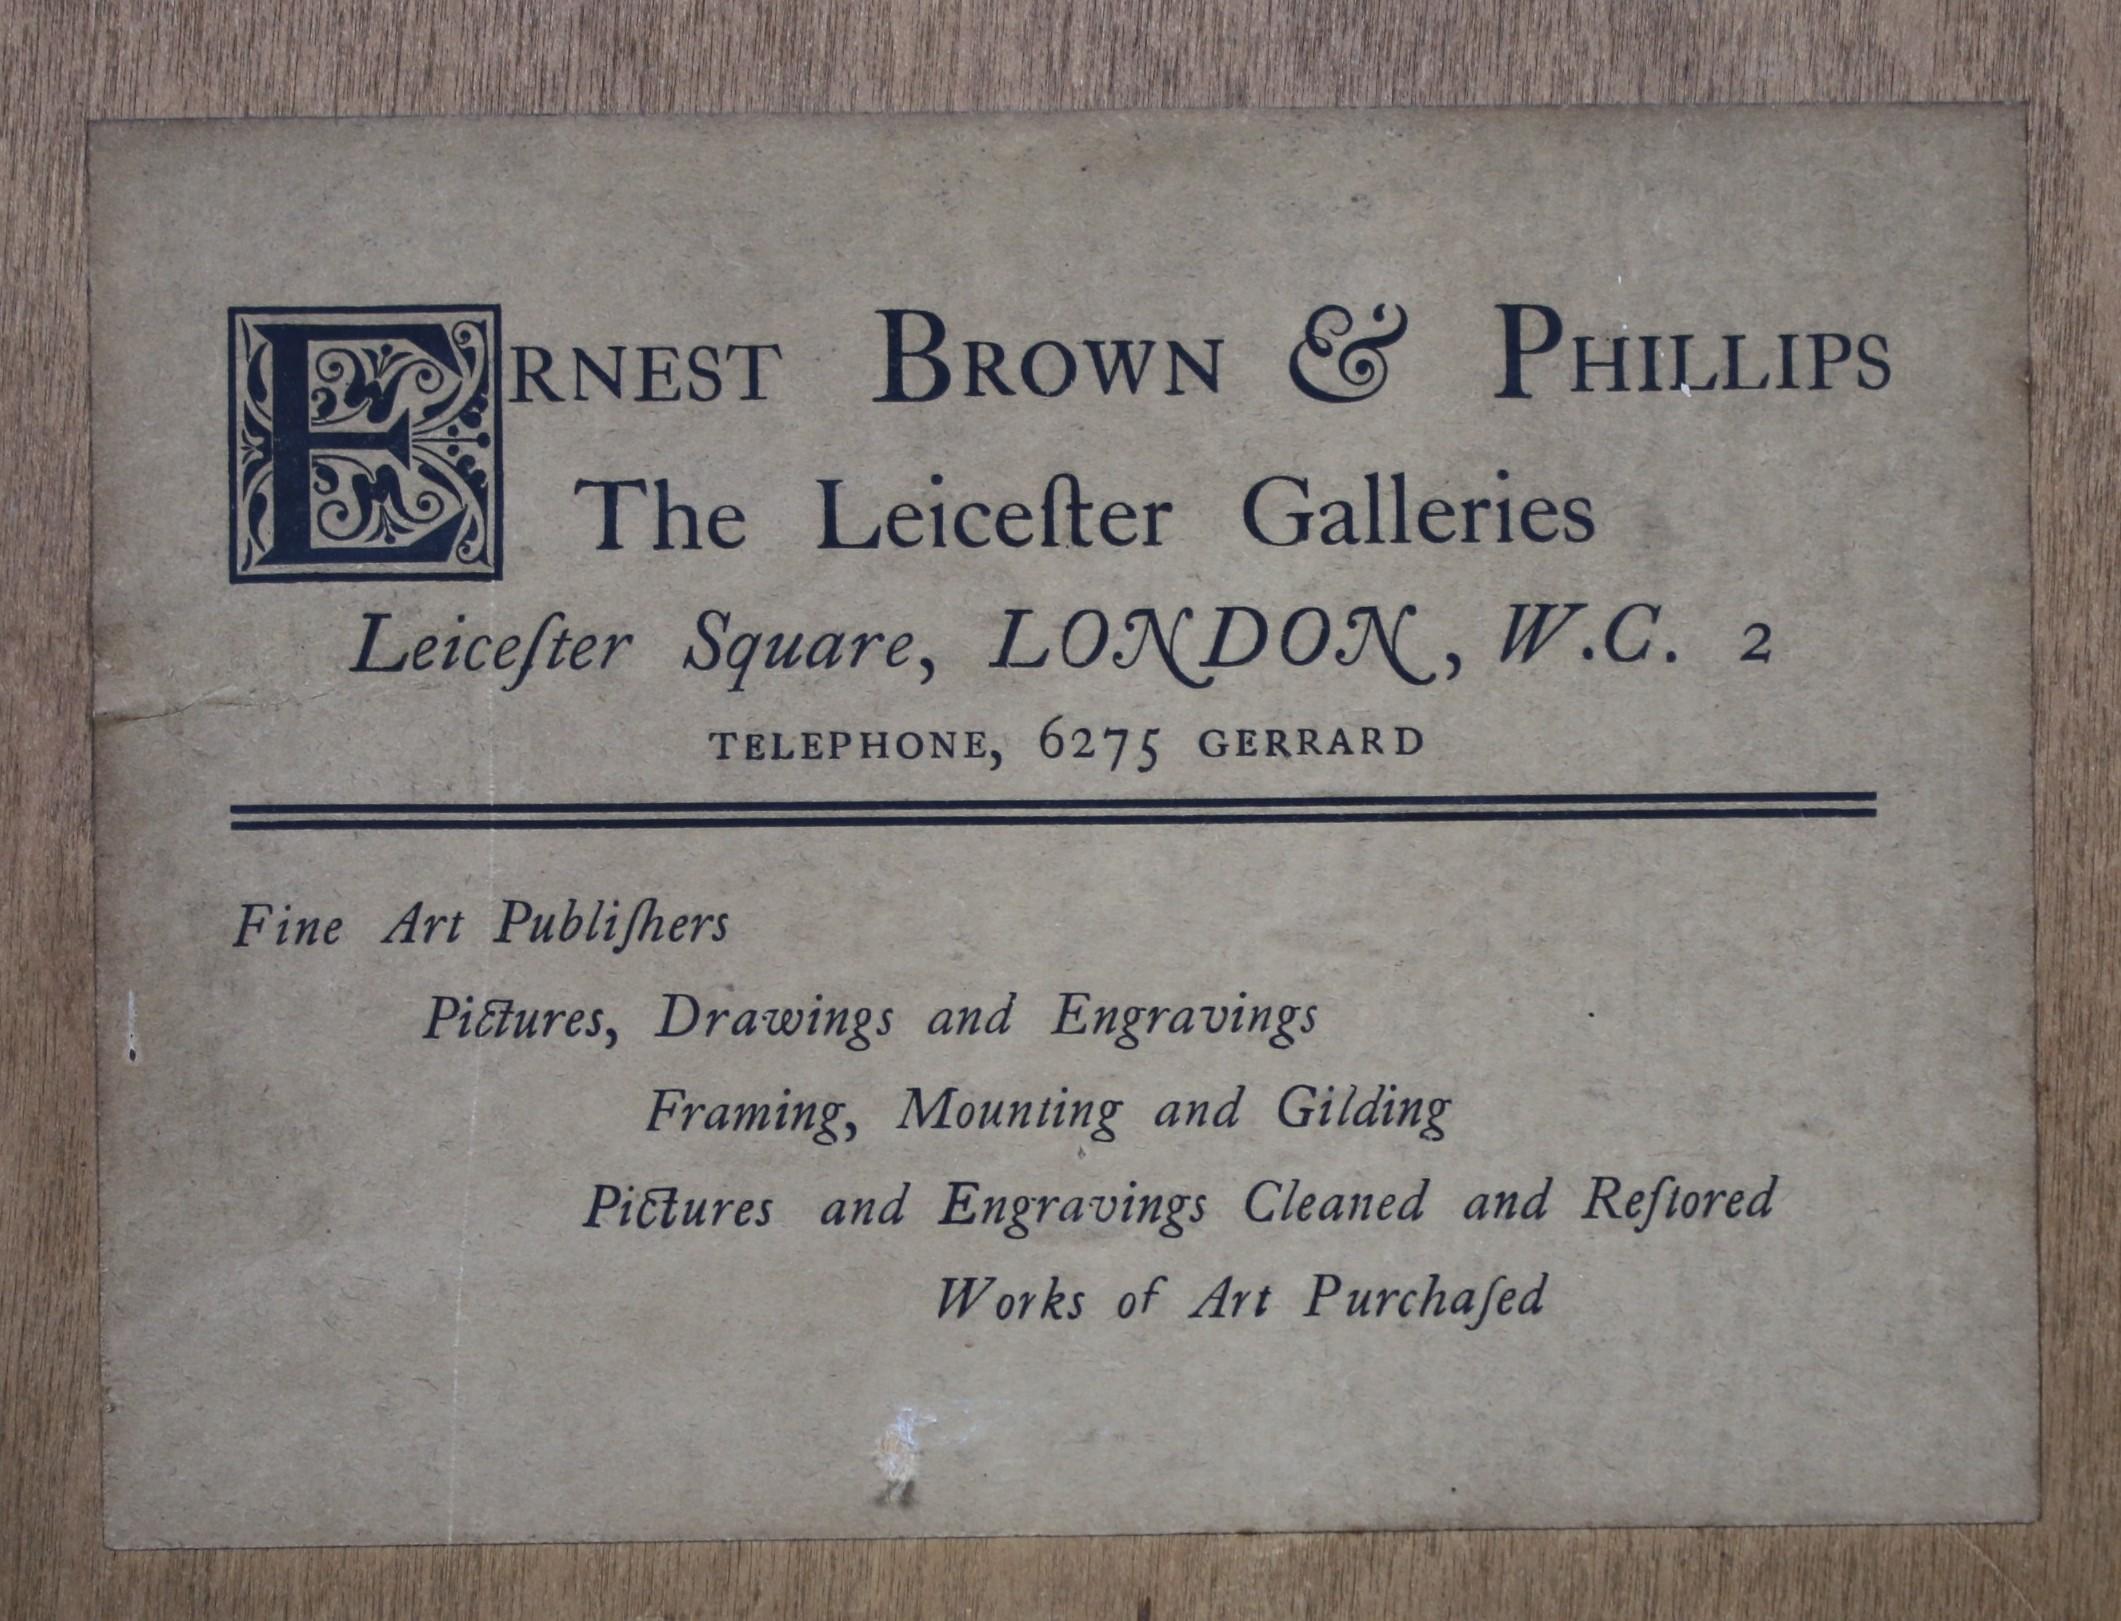 ERNEST BROWN & PHILLIPS
The Leiceſter Galleries
Leiceſter Square, LONDON, W.C. 2
TELEPHONE, 6275 GERRARD
Fine Art Publiſhers
Pictures, Drawings and Engravings
Framing, Mounting and Gilding
Pictures and Engravings Cleaned and Reſtored
Works of Art Purchaſed